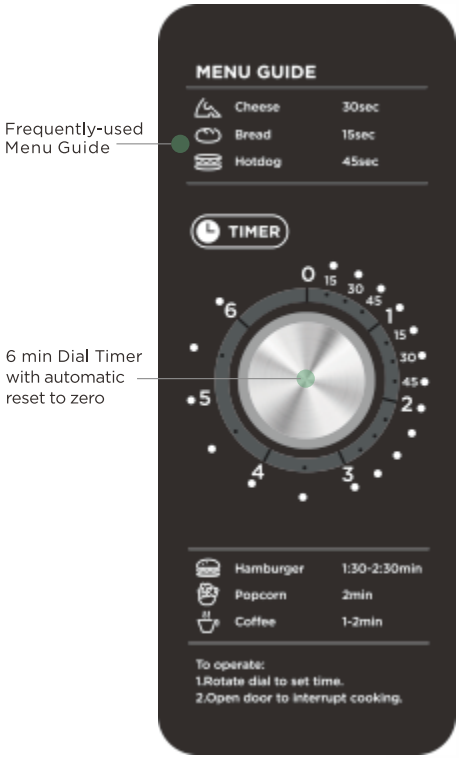 MENU GUIDE
Cheese 30sec
Bread 15sec
Hotdog 45sec
Frequently-used
Menu Guide
TIMER
0
15
30
45
1
15
30
45
2
3
4
5
6
6 min Dial Timer
with automatic
reset to zero
Hamburger 1:30-2:30min
Popcorn 2min
Coffee 1-2min
To operate:
1.Rotate dial to set time.
2.Open door to interrupt cooking.